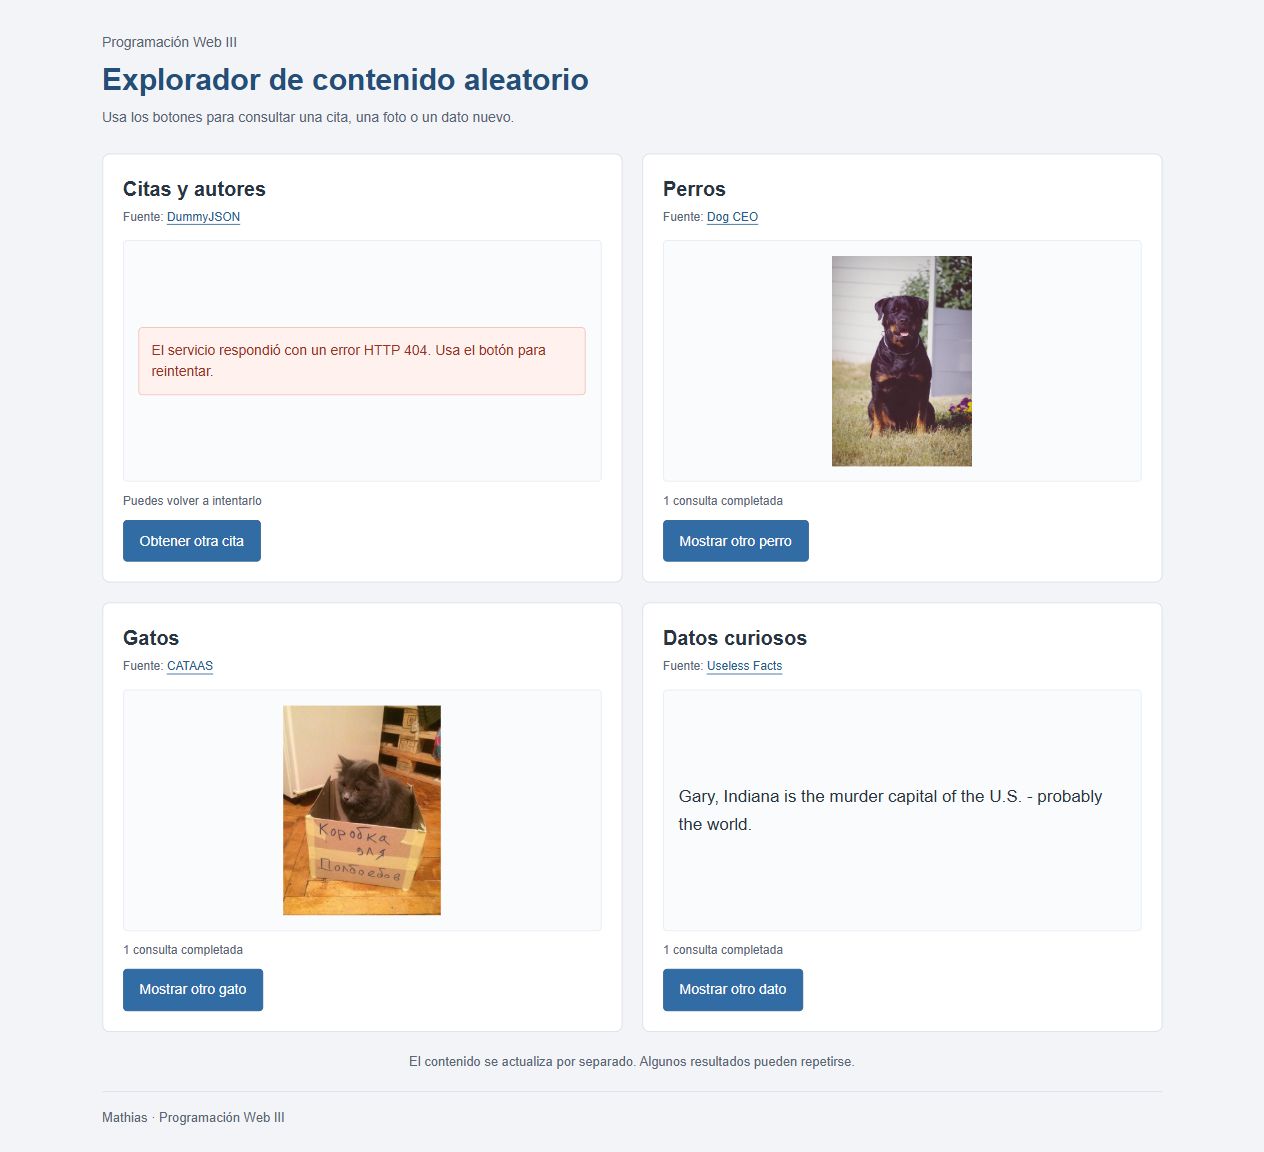 Programación Web III
Explorador de contenido aleatorio
Usa los botones para consultar una cita, una foto o un dato nuevo.
Citas y autores
Fuente: DummyJSON
El servicio respondió con un error HTTP 404. Usa el botón para
reintentar.
Puedes volver a intentarlo
Obtener otra cita
Perros
Fuente: Dog CEO
1 consulta completada
Mostrar otro perro
Gatos
Fuente: CATAAS
Коробка
для
Долбоебов
1 consulta completada
Mostrar otro gato
Datos curiosos
Fuente: Useless Facts
Gary, Indiana is the murder capital of the U.S. - probably
the world.
1 consulta completada
Mostrar otro dato
El contenido se actualiza por separado. Algunos resultados pueden repetirse.
Mathias · Programación Web III